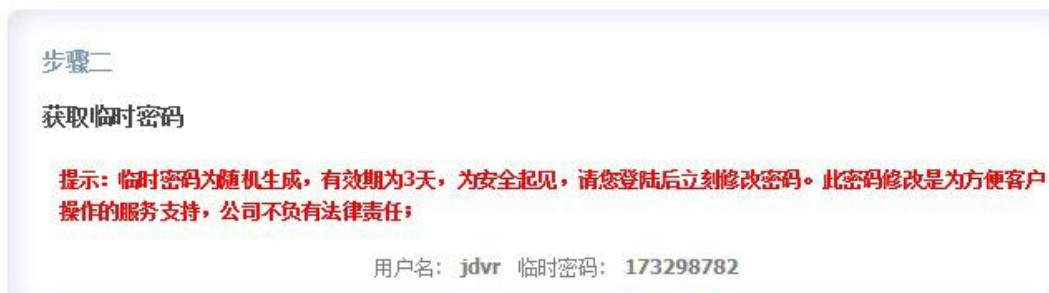 步骤二
获取临时密码
提示：临时密码为随机生成，有效期为3天，为安全起见，请您登陆后立刻修改密码。此密码修改是为方便客户
操作的服务支持，公司不负有法律责任；
用户名： jdvr 临时密码： 173298782